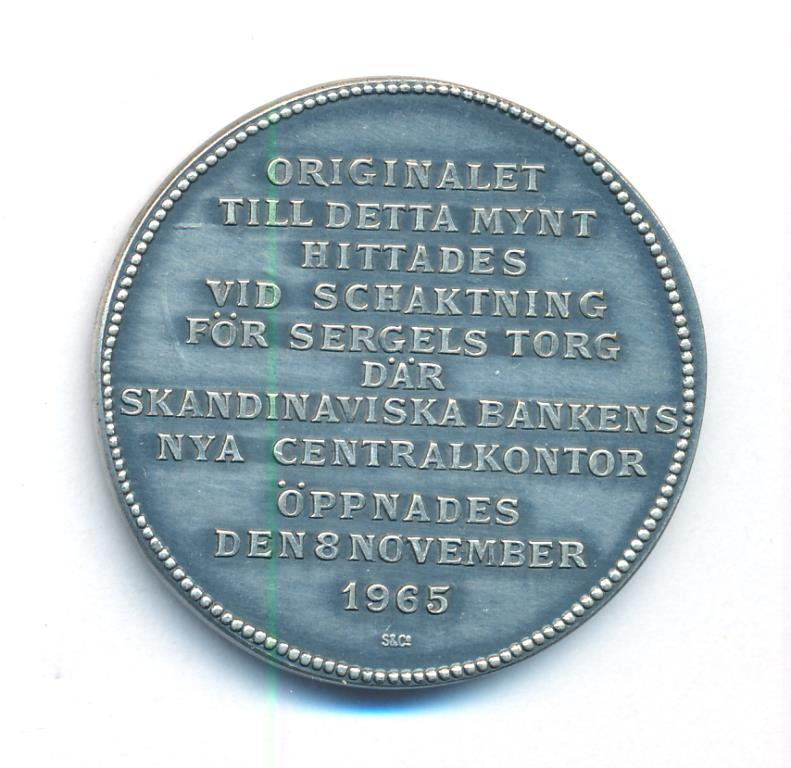 ORIGINALET
TILL DETTA MYNT
HITTADES
VID SCHAKTNING
FÖR SERGELS TORG
DÄR
SKANDINAVISKA BANKENS
NYA CENTRALKONTOR
ÖPPNADES
DEN 8 NOVEMBER
1965
S&Co